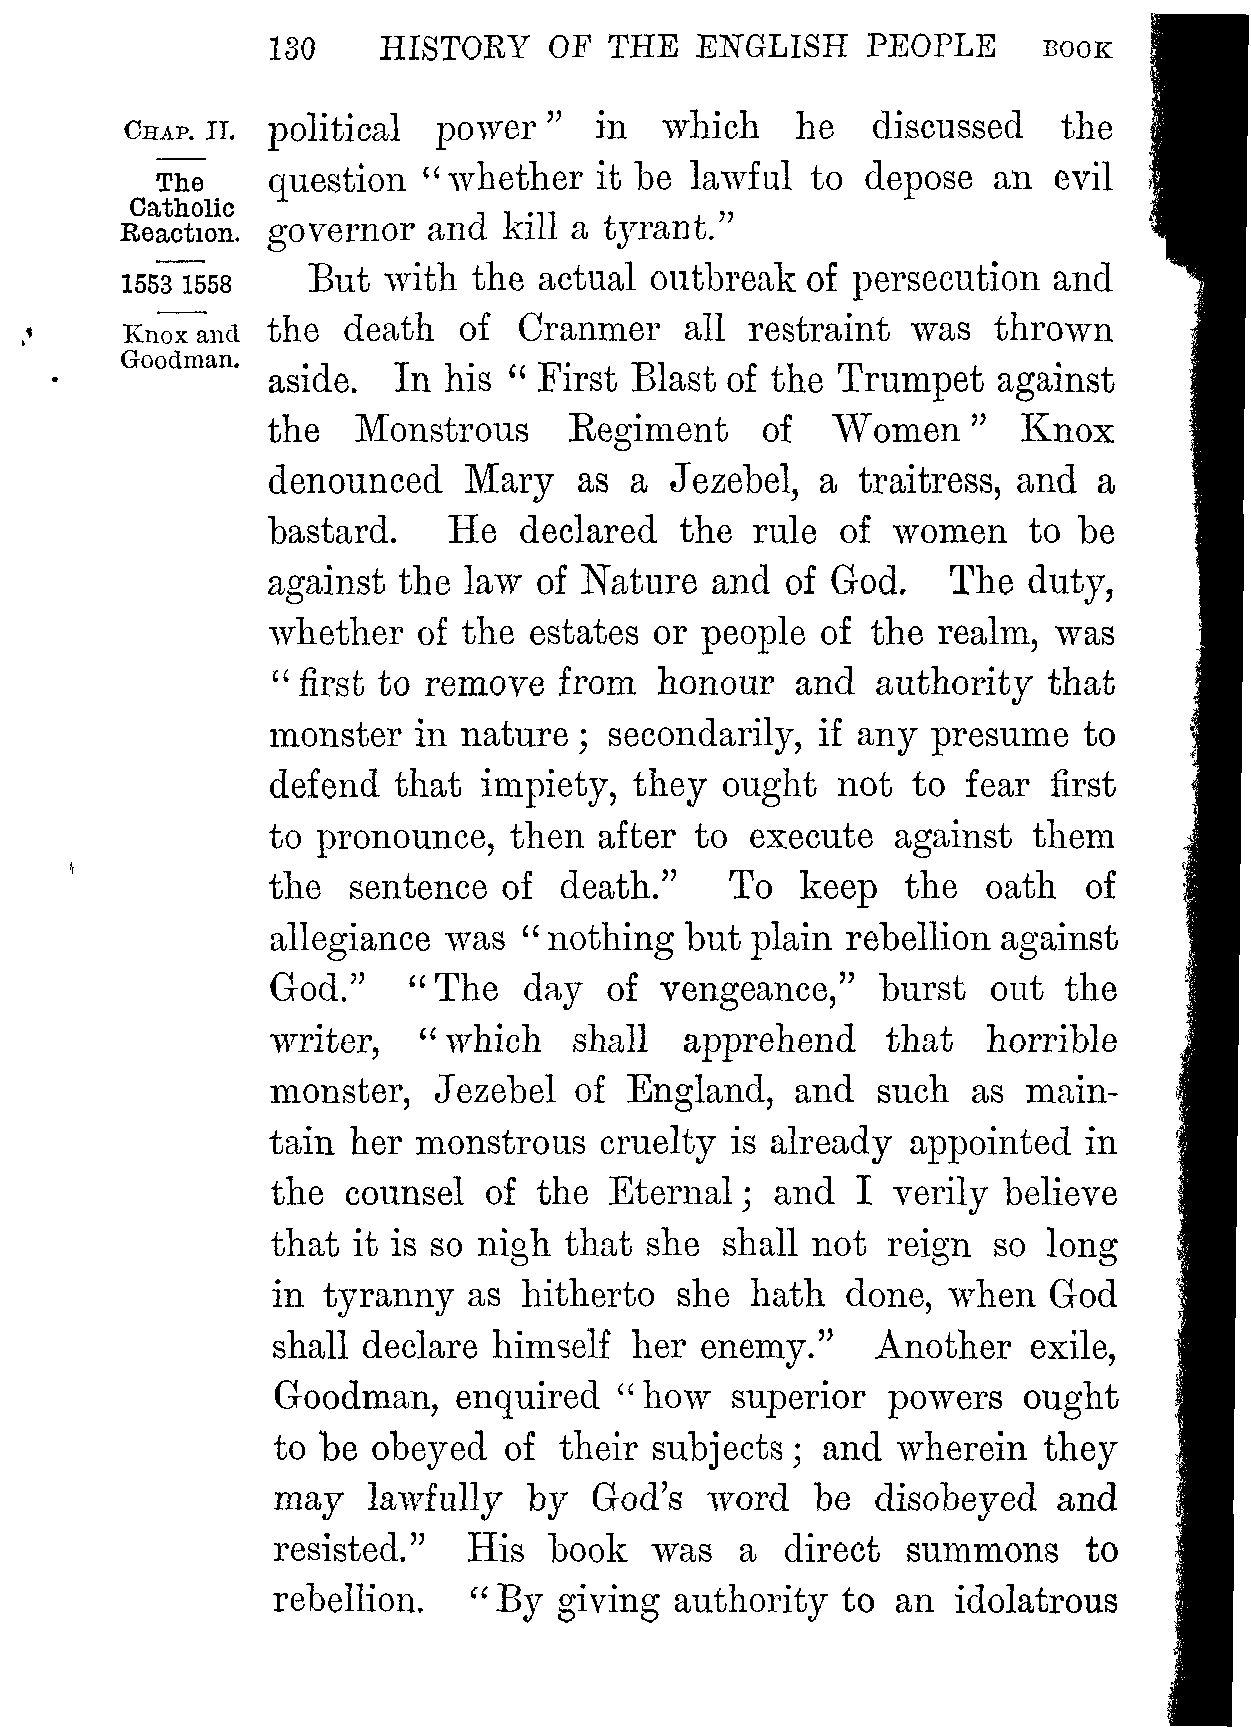 130 HISTORY OF THE ENGLISH PEOPLE BOOK
CHAP. II.
The
Catholic
Reaction.
1553 1558
Knox and
Goodman.
political power" in which he discussed the
question "whether it be lawful to depose an evil
governor and kill a tyrant."
But with the actual outbreak of persecution and
the death of Cranmer all restraint was thrown
aside. In his "First Blast of the Trumpet against
the Monstrous Regiment of Women" Knox
denounced Mary as a Jezebel, a traitress, and a
bastard. He declared the rule of women to be
against the law of Nature and of God. The duty,
whether of the estates or people of the realm, was
"first to remove from honour and authority that
monster in nature; secondarily, if any presume to
defend that impiety, they ought not to fear first
to pronounce, then after to execute against them
the sentence of death." To keep the oath of
allegiance was "nothing but plain rebellion against
God." "The day of vengeance," burst out the
writer, "which shall apprehend that horrible
monster, Jezebel of England, and such as main-
tain her monstrous cruelty is already appointed in
the counsel of the Eternal; and I verily believe
that it is so nigh that she shall not reign so long
in tyranny as hitherto she hath done, when God
shall declare himself her enemy." Another exile,
Goodman, enquired "how superior powers ought
to be obeyed of their subjects; and wherein they
may lawfully by God's word be disobeyed and
resisted." His book was a direct summons to
rebellion. "By giving authority to an idolatrous